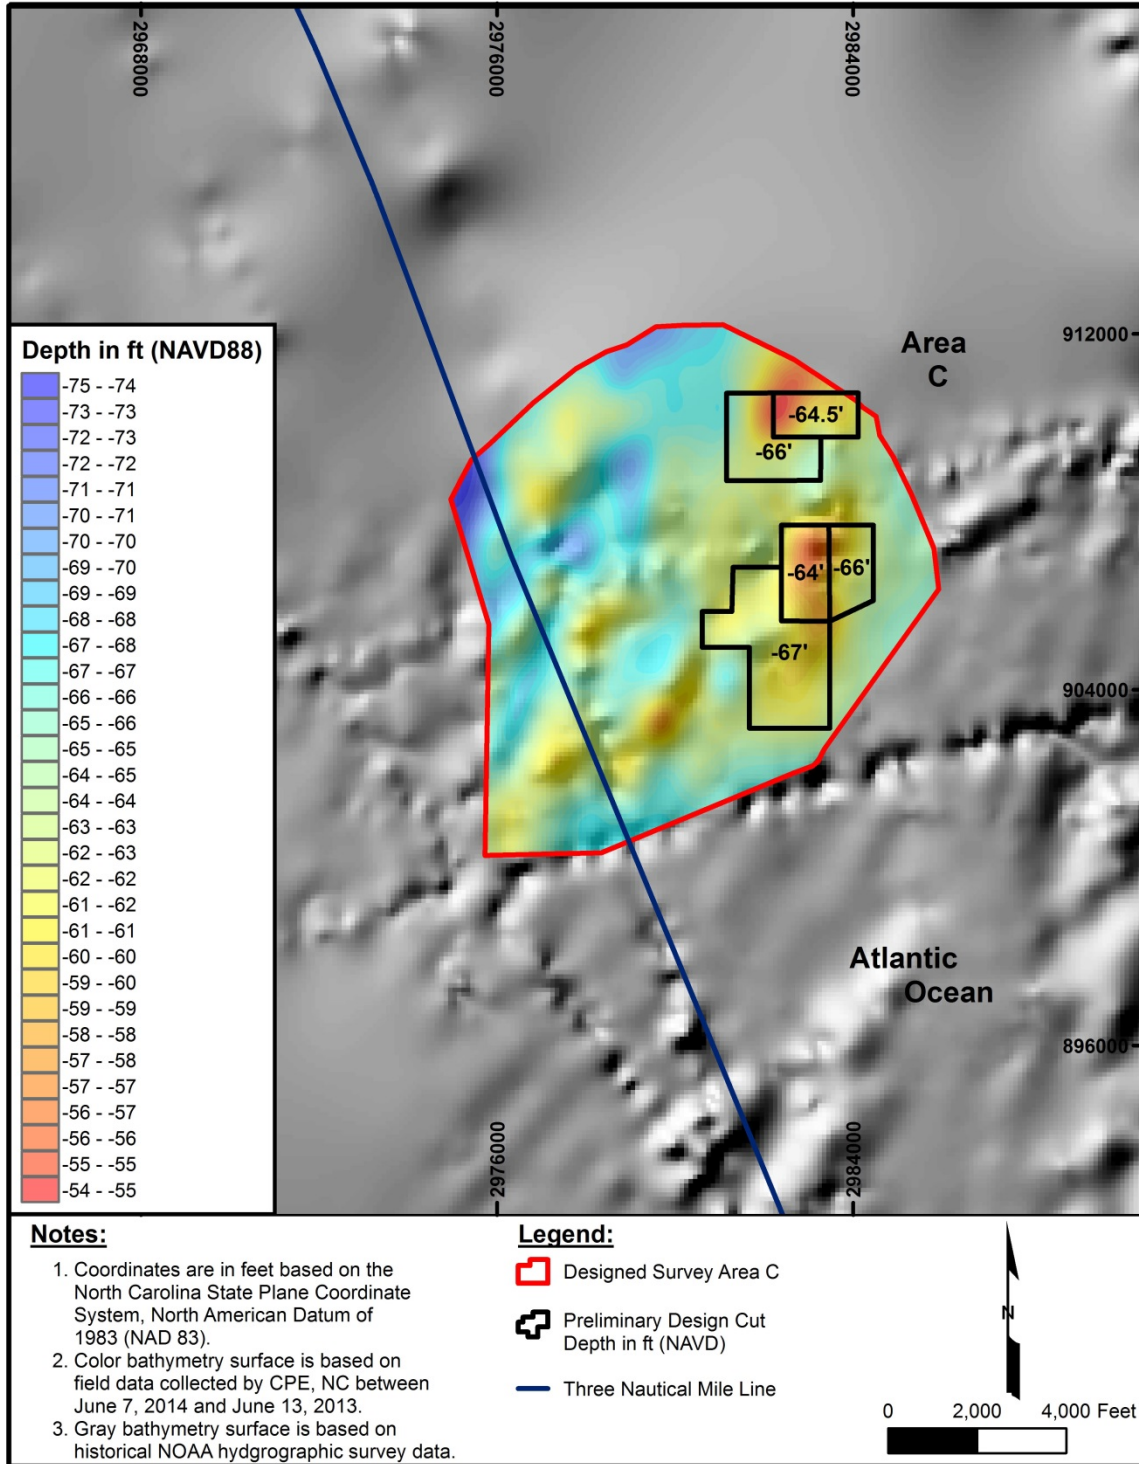 2968000
2976000
2984000
912000
Area
C
-64.5'
-66'
-64'
-66'
-67'
904000
Atlantic
Ocean
896000
2976000
2984000
Depth in ft (NAVD88)
-75 - -74
-73 - -73
-72 - -73
-72 - -72
-71 - -71
-70 - -71
-70 - -70
-69 - -70
-69 - -69
-68 - -69
-68 - -68
-67 - -68
-67 - -67
-66 - -67
-66 - -66
-65 - -66
-65 - -65
-64 - -65
-64 - -64
-63 - -63
-62 - -63
-62 - -62
-61 - -62
-61 - -61
-60 - -60
-59 - -60
-59 - -59
-58 - -58
-57 - -58
-57 - -57
-56 - -57
-56 - -56
-55 - -55
-54 - -55
Notes:
1. Coordinates are in feet based on the
North Carolina State Plane Coordinate
System, North American Datum of
1983 (NAD 83).
2. Color bathymetry surface is based on
field data collected by CPE, NC between
June 7, 2014 and June 13, 2013.
3. Gray bathymetry surface is based on
historical NOAA hydgrographic survey data.
Legend:
Designed Survey Area C
Preliminary Design Cut
Depth in ft (NAVD)
Three Nautical Mile Line
N
0 2,000 4,000 Feet